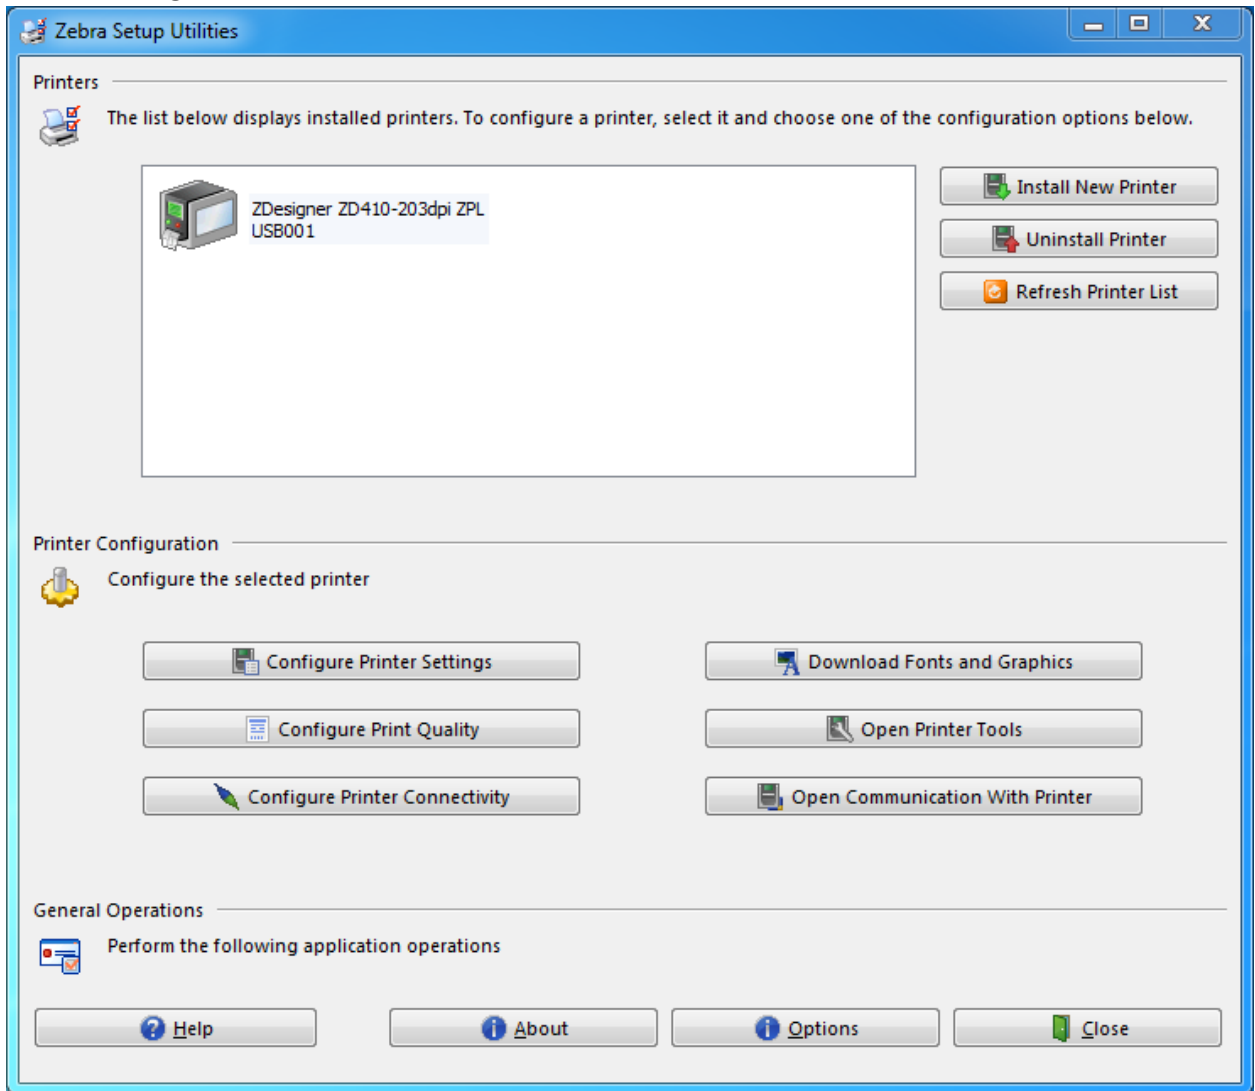 Zebra Setup Utilities
Printers
The list below displays installed printers. To configure a printer, select it and choose one of the configuration options below.
ZDesigner ZD410-203dpi ZPL
USB001
Install New Printer
Uninstall Printer
Refresh Printer List
Printer Configuration
Configure the selected printer
Configure Printer Settings
Download Fonts and Graphics
Configure Print Quality
Open Printer Tools
Configure Printer Connectivity
Open Communication With Printer
General Operations
Perform the following application operations
Help
About
Options
Close